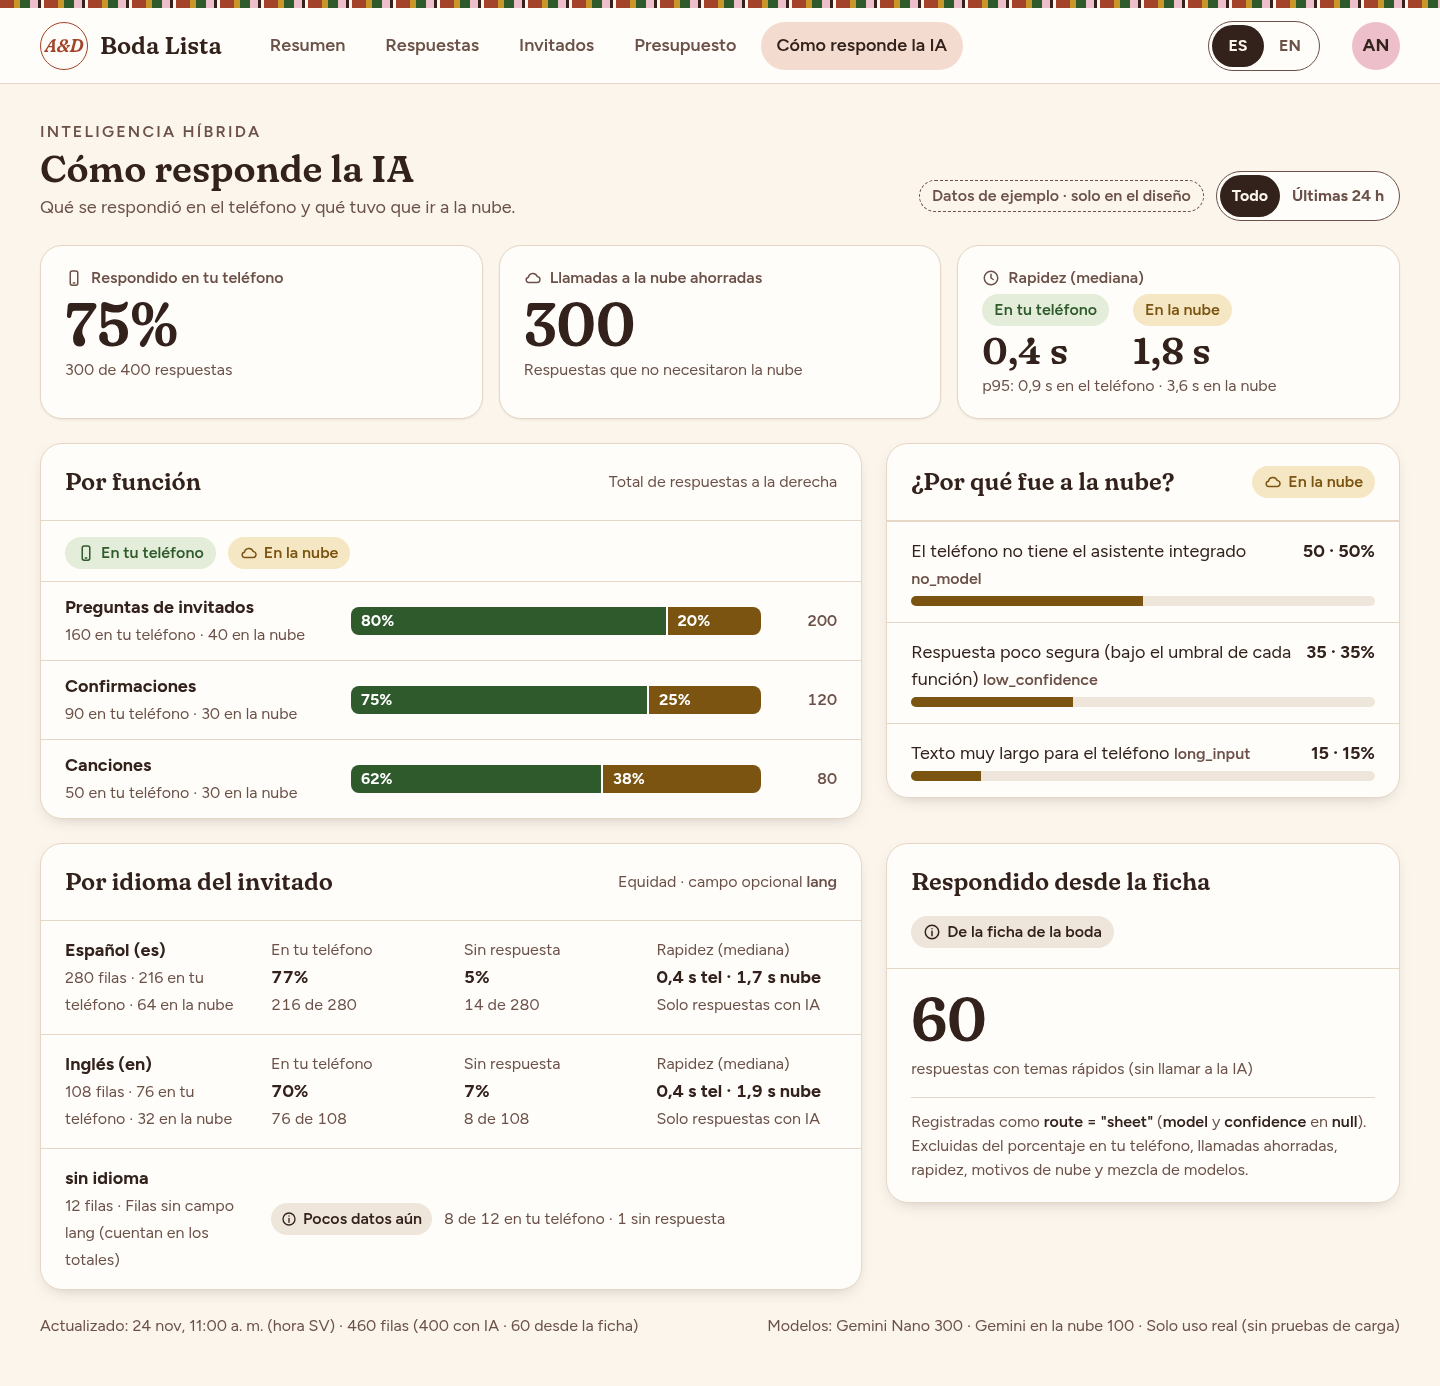 A&D
Boda Lista
Resumen
Respuestas
Invitados
Presupuesto
Cómo responde la IA
ES
EN
AN
INTELIGENCIA HÍBRIDA
Cómo responde la IA
Qué se respondió en el teléfono y qué tuvo que ir a la nube.
Datos de ejemplo · solo en el diseño
Todo
Últimas 24 h
Respondido en tu teléfono
75%
300 de 400 respuestas
Llamadas a la nube ahorradas
300
Respuestas que no necesitaron la nube
Rapidez (mediana)
En tu teléfono
En la nube
0,4 s
1,8 s
p95: 0,9 s en el teléfono · 3,6 s en la nube
Por función
Total de respuestas a la derecha
En tu teléfono
En la nube
Preguntas de invitados
160 en tu teléfono · 40 en la nube
80%
20%
200
Confirmaciones
90 en tu teléfono · 30 en la nube
75%
25%
120
Canciones
50 en tu teléfono · 30 en la nube
62%
38%
80
¿Por qué fue a la nube?
En la nube
El teléfono no tiene el asistente integrado
no_model
50 · 50%
Respuesta poco segura (bajo el umbral de cada
función) low_confidence
35 · 35%
Texto muy largo para el teléfono long_input
15 · 15%
Por idioma del invitado
Equidad · campo opcional lang
Español (es)
280 filas · 216 en tu
teléfono · 64 en la nube
En tu teléfono
77%
216 de 280
Sin respuesta
5%
14 de 280
Rapidez (mediana)
0,4 s tel · 1,7 s nube
Solo respuestas con IA
Inglés (en)
108 filas · 76 en tu
teléfono · 32 en la nube
En tu teléfono
70%
76 de 108
Sin respuesta
7%
8 de 108
Rapidez (mediana)
0,4 s tel · 1,9 s nube
Solo respuestas con IA
sin idioma
12 filas · Filas sin campo
lang (cuentan en los
totales)
Pocos datos aún
8 de 12 en tu teléfono · 1 sin respuesta
Respondido desde la ficha
De la ficha de la boda
60
respuestas con temas rápidos (sin llamar a la IA)
Registradas como route = "sheet" (model y confidence en null).
Excluidas del porcentaje en tu teléfono, llamadas ahorradas,
rapidez, motivos de nube y mezcla de modelos.
Actualizado: 24 nov, 11:00 a. m. (hora SV) · 460 filas (400 con IA · 60 desde la ficha)
Modelos: Gemini Nano 300 · Gemini en la nube 100 · Solo uso real (sin pruebas de carga)